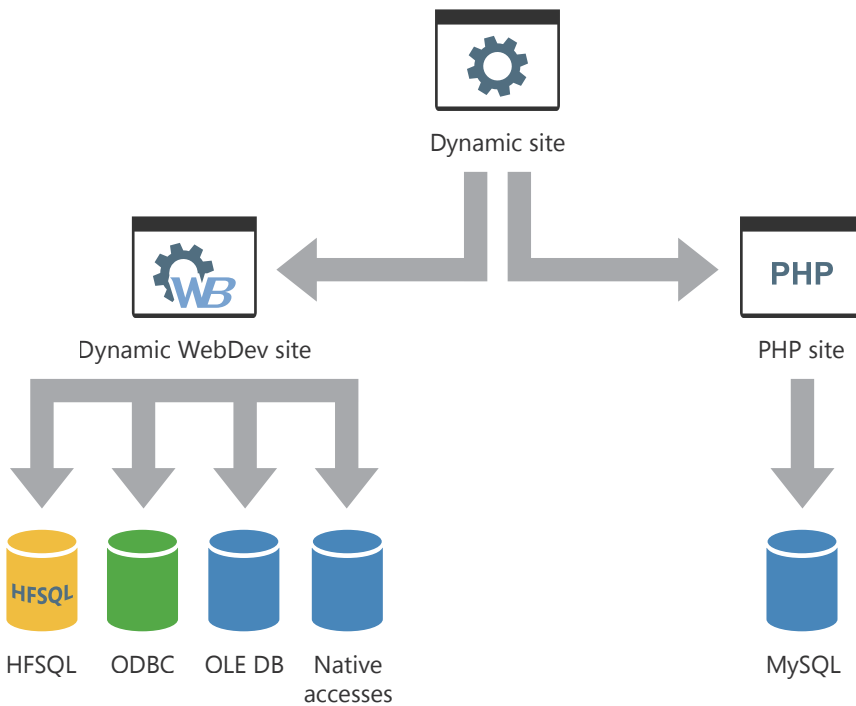 Dynamic site
WB
PHP
Dynamic WebDev site
PHP site
HFSQL
HFSQL
ODBC
OLE DB
Native
accesses
MySQL